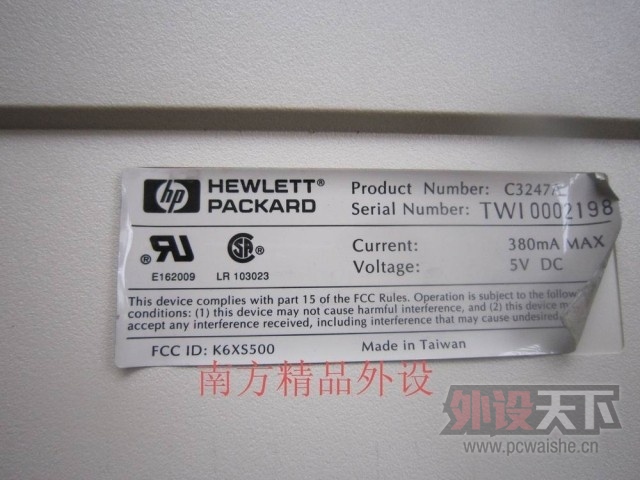 hp HEWLETT® PACKARD
Product Number: C3247
Serial Number: TWI0002198
E162009
LR 103023
Current: 380mA MAX
Voltage: 5V DC
This device complies with part 15 of the FCC Rules. Operation is subject to the
conditions: (1) this device may not cause harmful interference, and (2) this device
accept any interference received, including interference that may cause undesired
FCC ID: K6XS500
Made in Taiwan
南方精品外设
外设天下
www.pcwaishe.cn